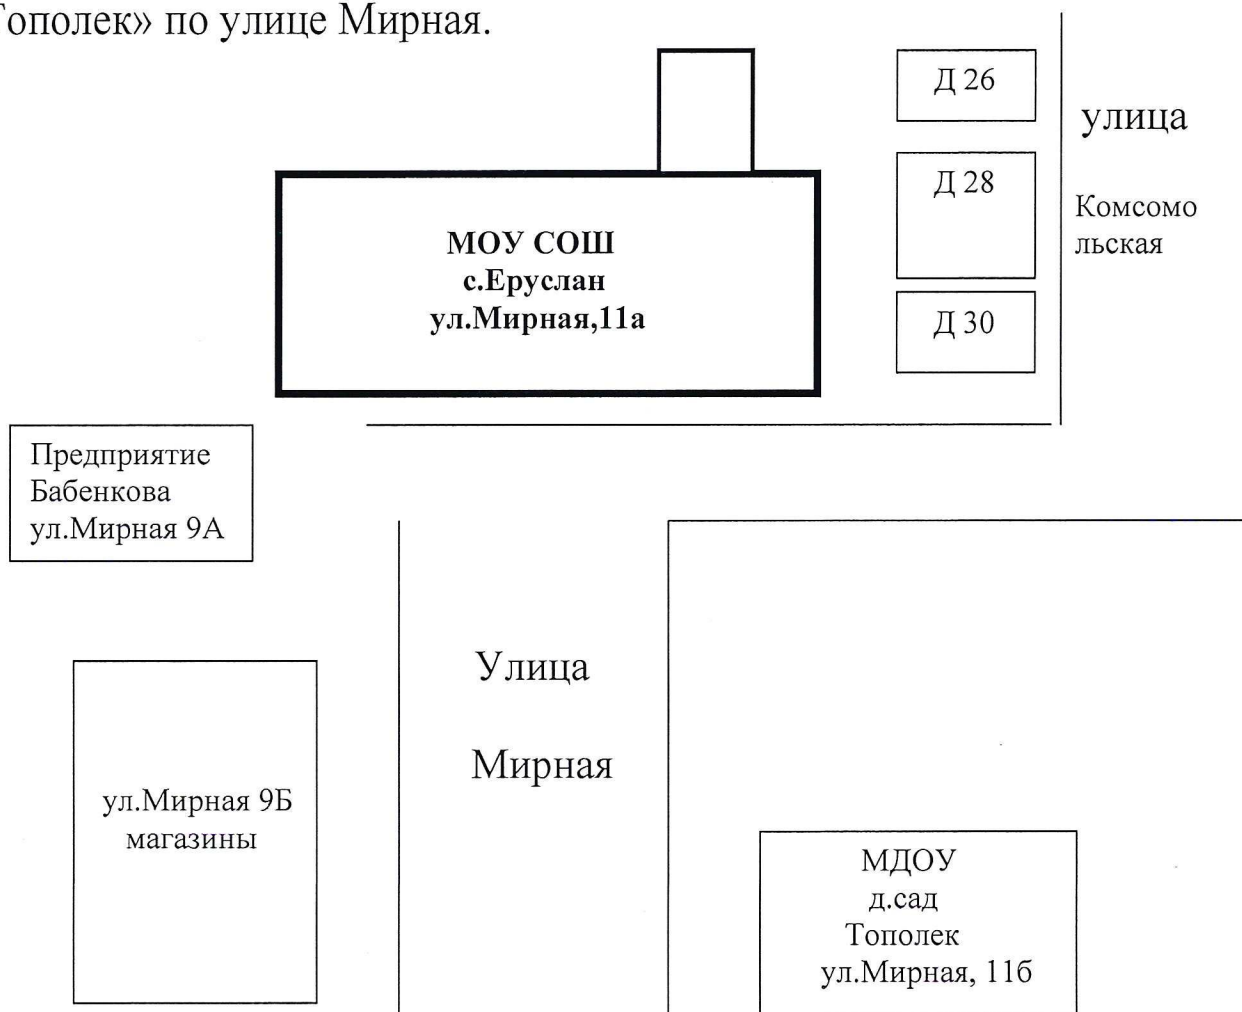 Тополек» по улице Мирная.
Д 26
улица
Д 28
Комсомо
льская
МОУ СОШ
с.Еруслан
ул.Мирная,11а
Д 30
Предприятие
Бабенкова
ул.Мирная 9А
Улица
Мирная
ул.Мирная 9Б
магазины
МДОУ
д.сад
Тополек
ул.Мирная, 11б